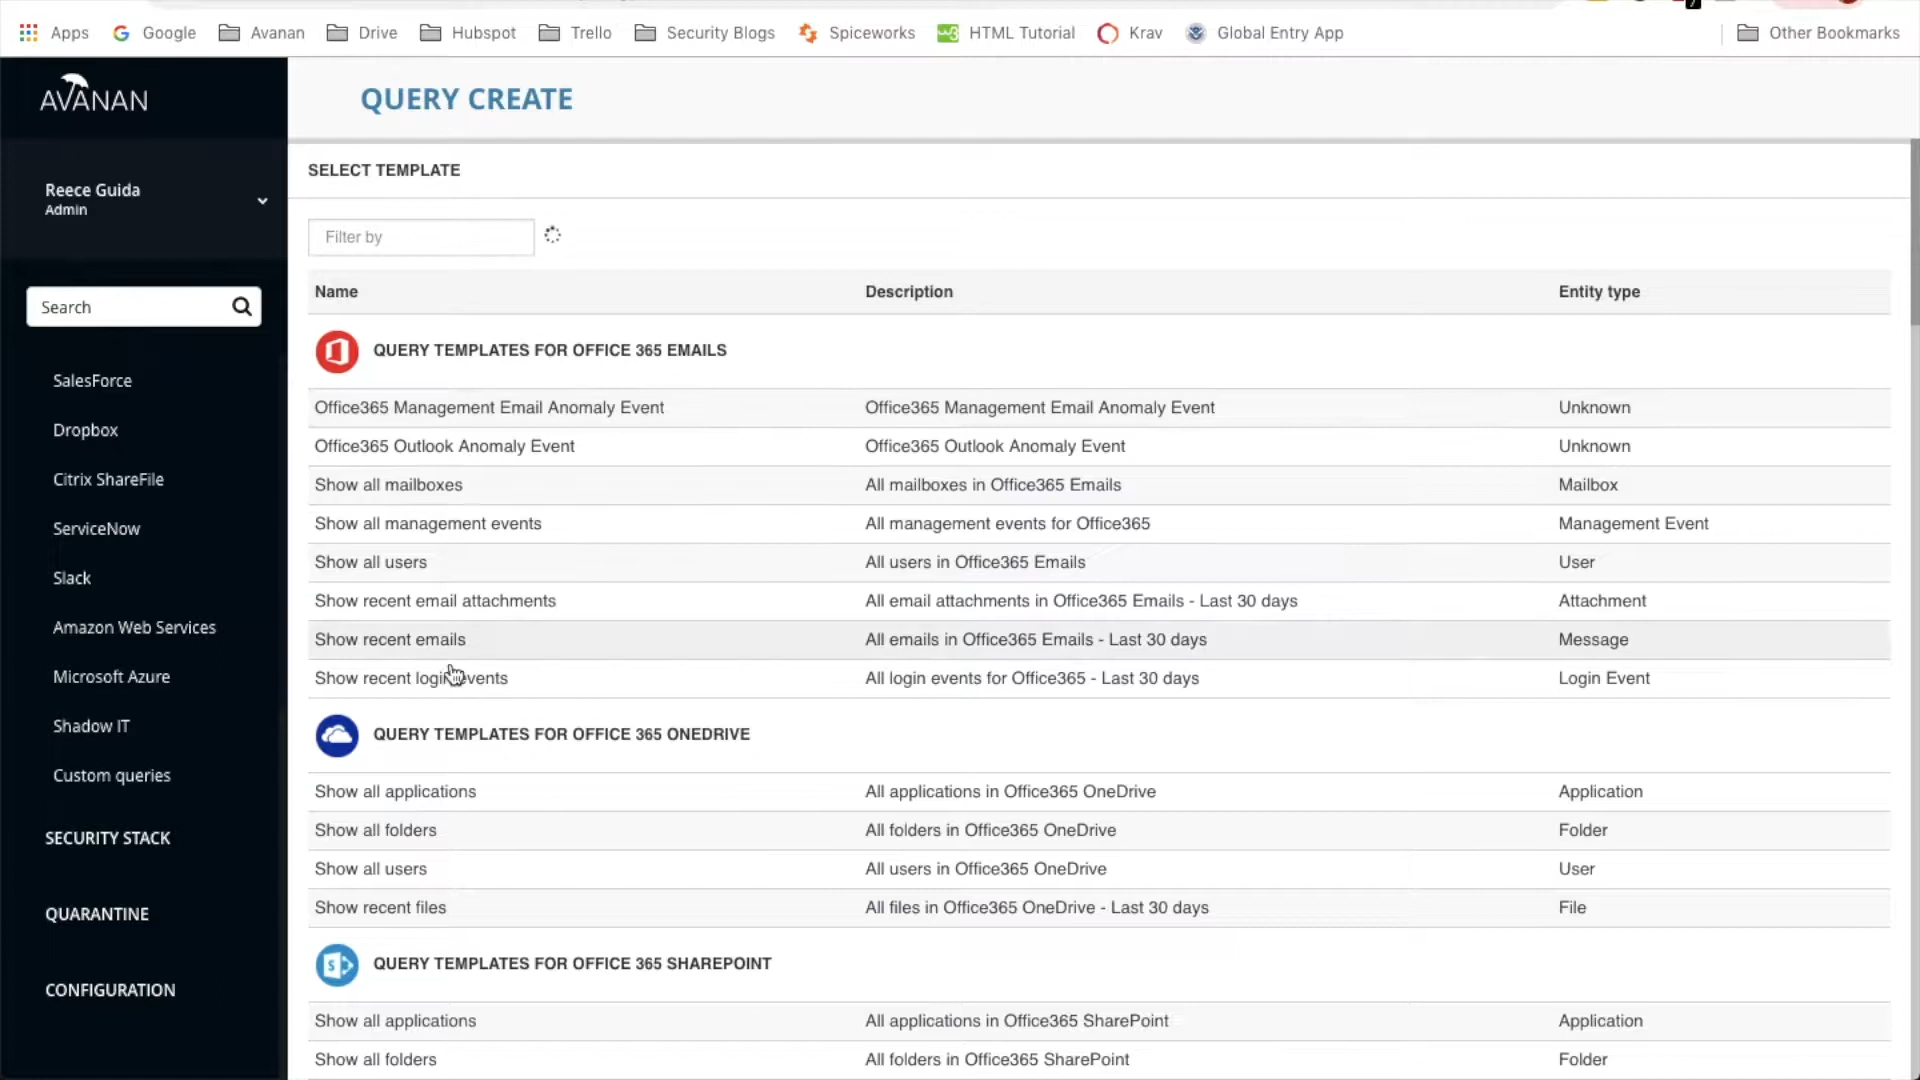 Apps Google Avanan Drive Hubspot Trello Security Blogs Spiceworks HTML Tutorial Krav Global Entry App Other Bookmarks
AVANAN
QUERY CREATE
SELECT TEMPLATE
Reece Guida
Admin
Filter by
Search
Name Description Entity type
QUERY TEMPLATES FOR OFFICE 365 EMAILS
SalesForce
Office365 Management Email Anomaly Event Office365 Management Email Anomaly Event Unknown
Dropbox
Office365 Outlook Anomaly Event Office365 Outlook Anomaly Event Unknown
Citrix ShareFile
Show all mailboxes All mailboxes in Office365 Emails Mailbox
ServiceNow
Show all management events All management events for Office365 Management Event
Show all users All users in Office365 Emails User
Slack
Show recent email attachments All email attachments in Office365 Emails - Last 30 days Attachment
Amazon Web Services
Show recent emails All emails in Office365 Emails - Last 30 days Message
Microsoft Azure
Show recent login events All login events for Office365 - Last 30 days Login Event
Shadow IT
QUERY TEMPLATES FOR OFFICE 365 ONEDRIVE
Custom queries
Show all applications All applications in Office365 OneDrive Application
SECURITY STACK
Show all folders All folders in Office365 OneDrive Folder
Show all users All users in Office365 OneDrive User
QUARANTINE
Show recent files All files in Office365 OneDrive - Last 30 days File
QUERY TEMPLATES FOR OFFICE 365 SHAREPOINT
CONFIGURATION
Show all applications All applications in Office365 SharePoint Application
Show all folders All folders in Office365 SharePoint Folder